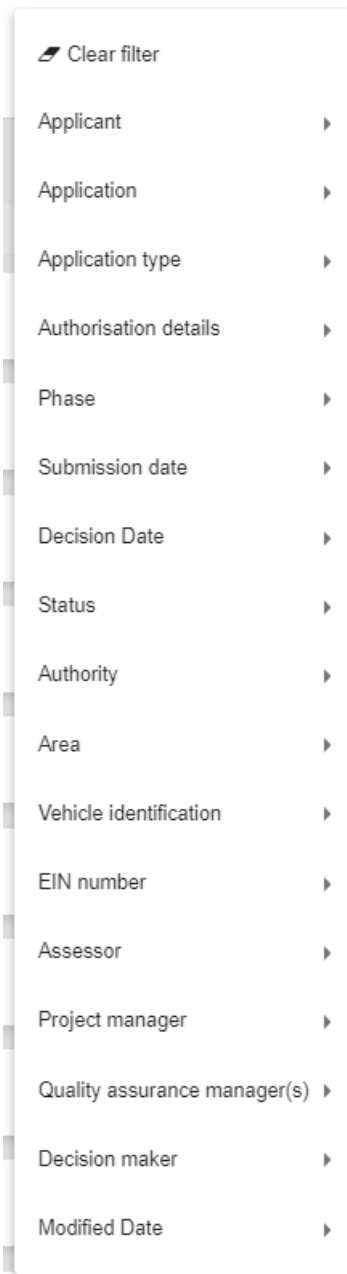 Clear filter
Applicant
Application
Application type
Authorisation details
Phase
Submission date
Decision Date
Status
Authority
Area
Vehicle identification
EIN number
Assessor
Project manager
Quality assurance manager(s)
Decision maker
Modified Date